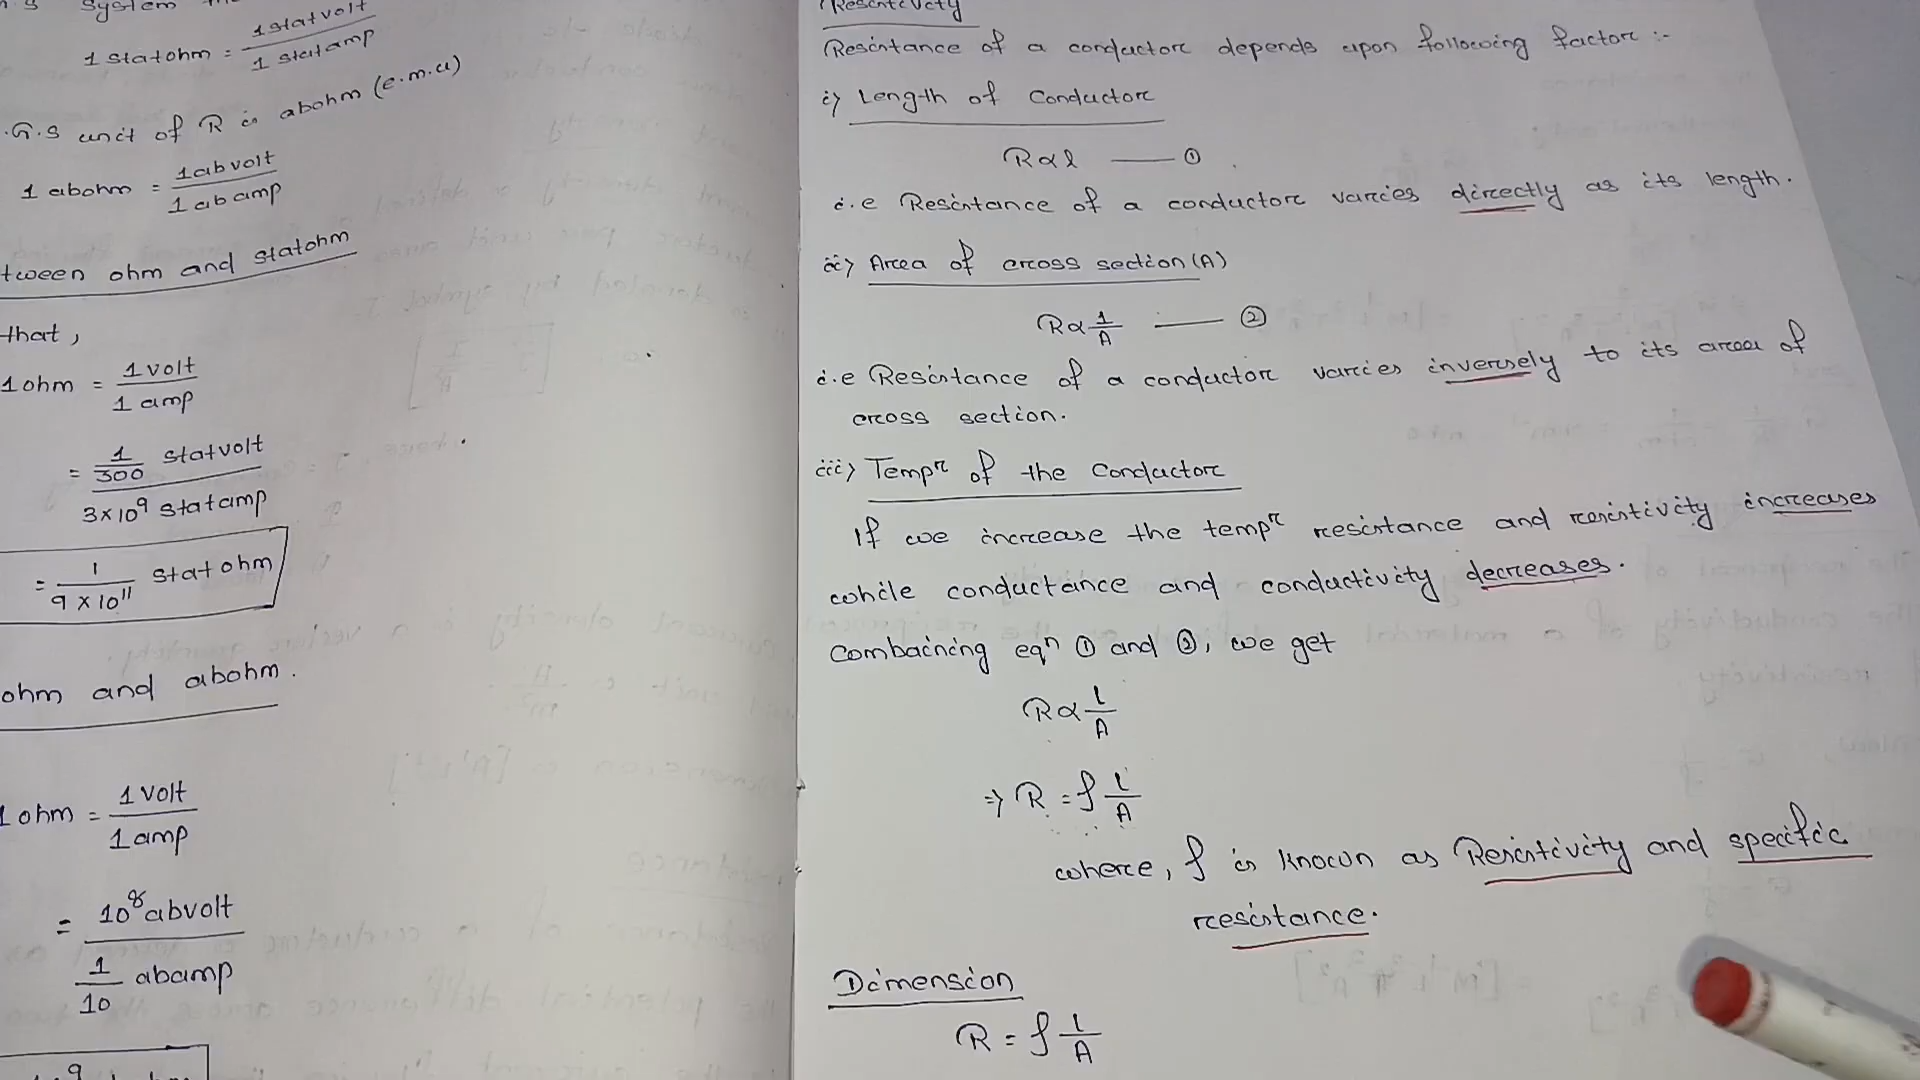 System
1 statohm = 1 statvolt / 1 statamp
.G.S unit of R is abohm (e.m.u)
1 abohm = 1 ab volt / 1 ab amp
tween ohm and statohm
that,
1 ohm = 1 volt / 1 amp
= 1/300 statvolt / 3×10⁹ statamp
= 1 / 9×10¹¹ statohm
ohm and abohm.
1 ohm = 1 volt / 1 amp
= 10⁸ abvolt / 1/10 abamp
Resistivity
Resistance of a conductor depends upon following factor :-
i) Length of Conductor
R ∝ l —— ①
i.e Resistance of a conductor varies directly as its length.
ii) Area of cross section (A)
R ∝ 1/A —— ②
i.e Resistance of a conductor varies inversely to its area of
cross section.
iii) Tempʳ of the Conductor
If we increase the tempʳ resistance and resistivity increases
while conductance and conductivity decreases.
Combaining eqⁿ ① and ②, we get
R ∝ l/A
⇒ R = ρ l/A
where, ρ is known as Resistivity and specific
resistance.
Dimension
R = ρ l/A